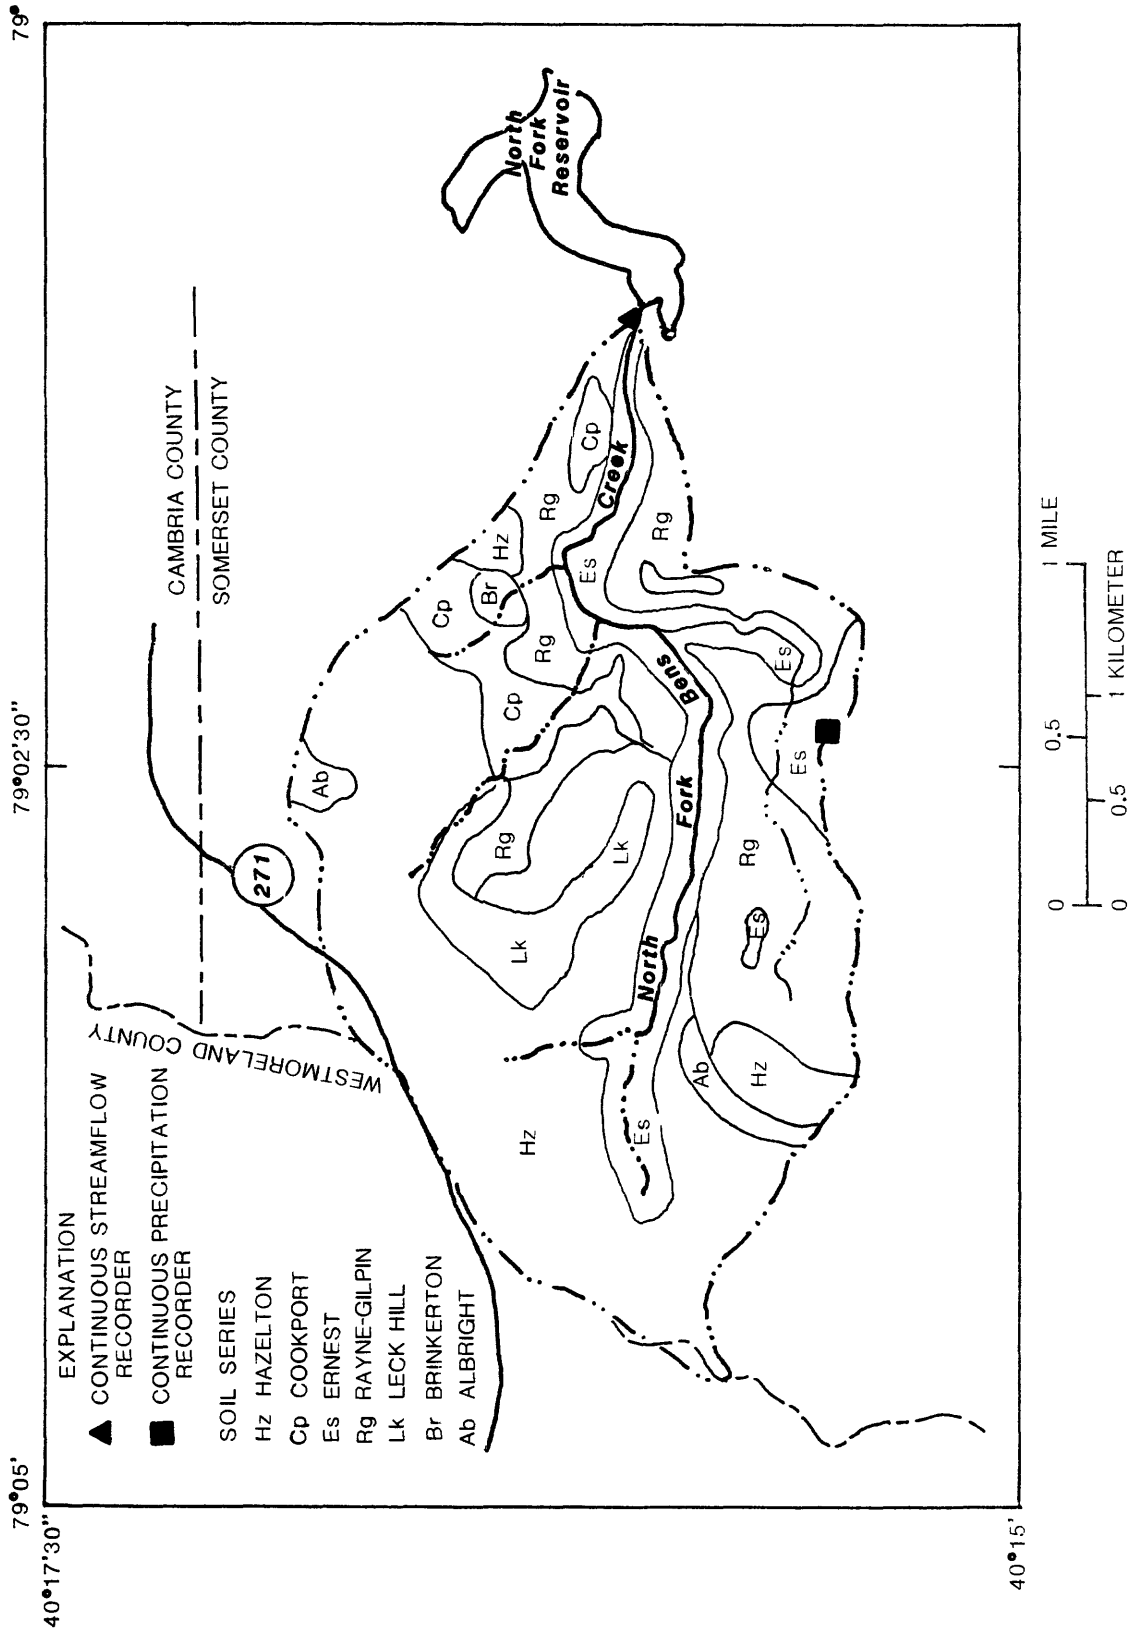 79°05'
79°02'30"
79°
40°17'30"
40°15'
EXPLANATION
CONTINUOUS STREAMFLOW
RECORDER
CONTINUOUS PRECIPITATION
RECORDER
SOIL SERIES
Hz HAZELTON
Cp COOKPORT
Es ERNEST
Rg RAYNE-GILPIN
Lk LECK HILL
Br BRINKERTON
Ab ALBRIGHT
WESTMORELAND COUNTY
CAMBRIA COUNTY
SOMERSET COUNTY
271
North
Fork
Reservoir
North Fork Bens Creek
Ab
Cp
Br
Hz
Rg
Cp
Cp
Rg
Rg
Lk
Lk
Hz
Es
Es
Rg
Ab
Hz
Es
Rg
Es
Es
0 0.5 1 MILE
0 0.5 1 KILOMETER